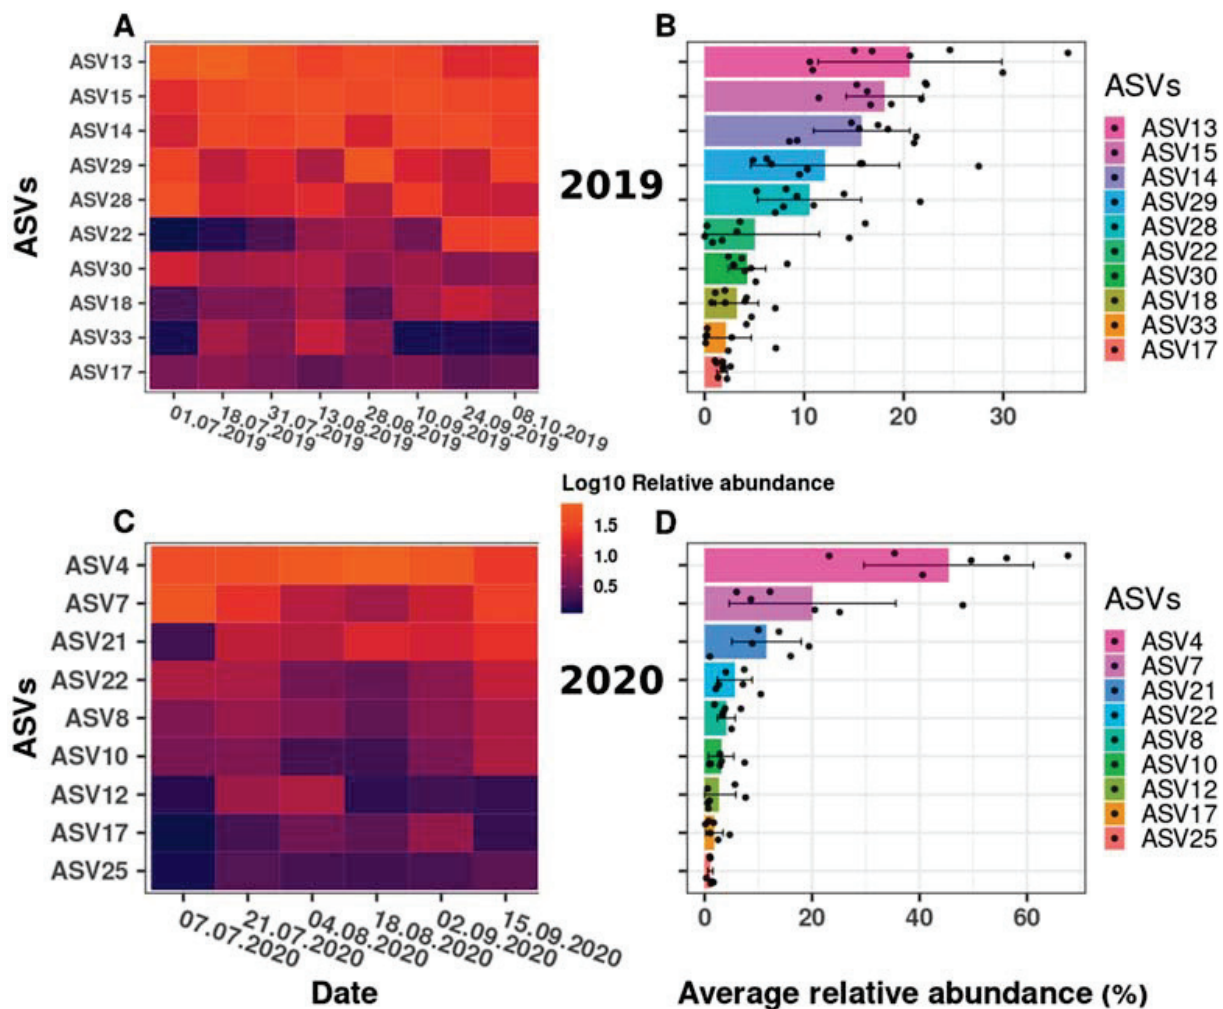 A
ASVs
ASV13
ASV15
ASV14
ASV29
ASV28
ASV22
ASV30
ASV18
ASV33
ASV17
01.07.2019
18.07.2019
31.07.2019
13.08.2019
28.08.2019
10.09.2019
24.09.2019
08.10.2019
2019
B
0 10 20 30
ASVs
ASV13
ASV15
ASV14
ASV29
ASV28
ASV22
ASV30
ASV18
ASV33
ASV17
Log10 Relative abundance
1.5
1.0
0.5
C
ASVs
ASV4
ASV7
ASV21
ASV22
ASV8
ASV10
ASV12
ASV17
ASV25
07.07.2020
21.07.2020
04.08.2020
18.08.2020
02.09.2020
15.09.2020
Date
2020
D
0 20 40 60
Average relative abundance (%)
ASVs
ASV4
ASV7
ASV21
ASV22
ASV8
ASV10
ASV12
ASV17
ASV25